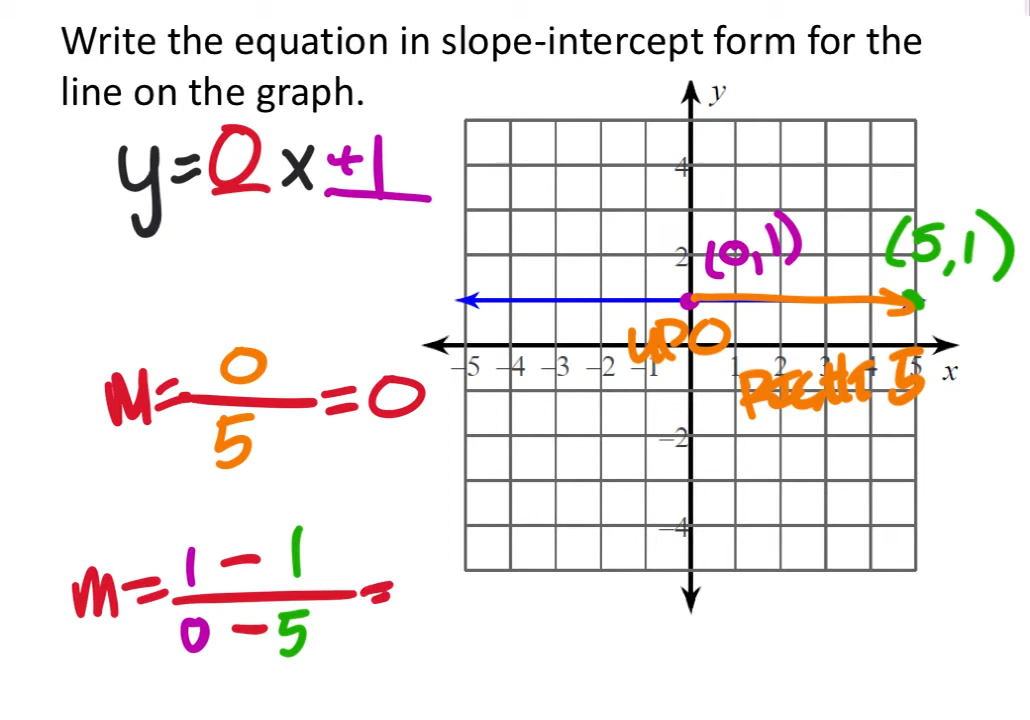 Write the equation in slope-intercept form for the
line on the graph.
y=0x+1
y
4
2
(0,1)
(5,1)
UP 0
-5 -4 -3 -2 -1 1 2 3 4 5 x
RIGHT 5
M=0/5=0
-2
-4
m=1-1/0-5=